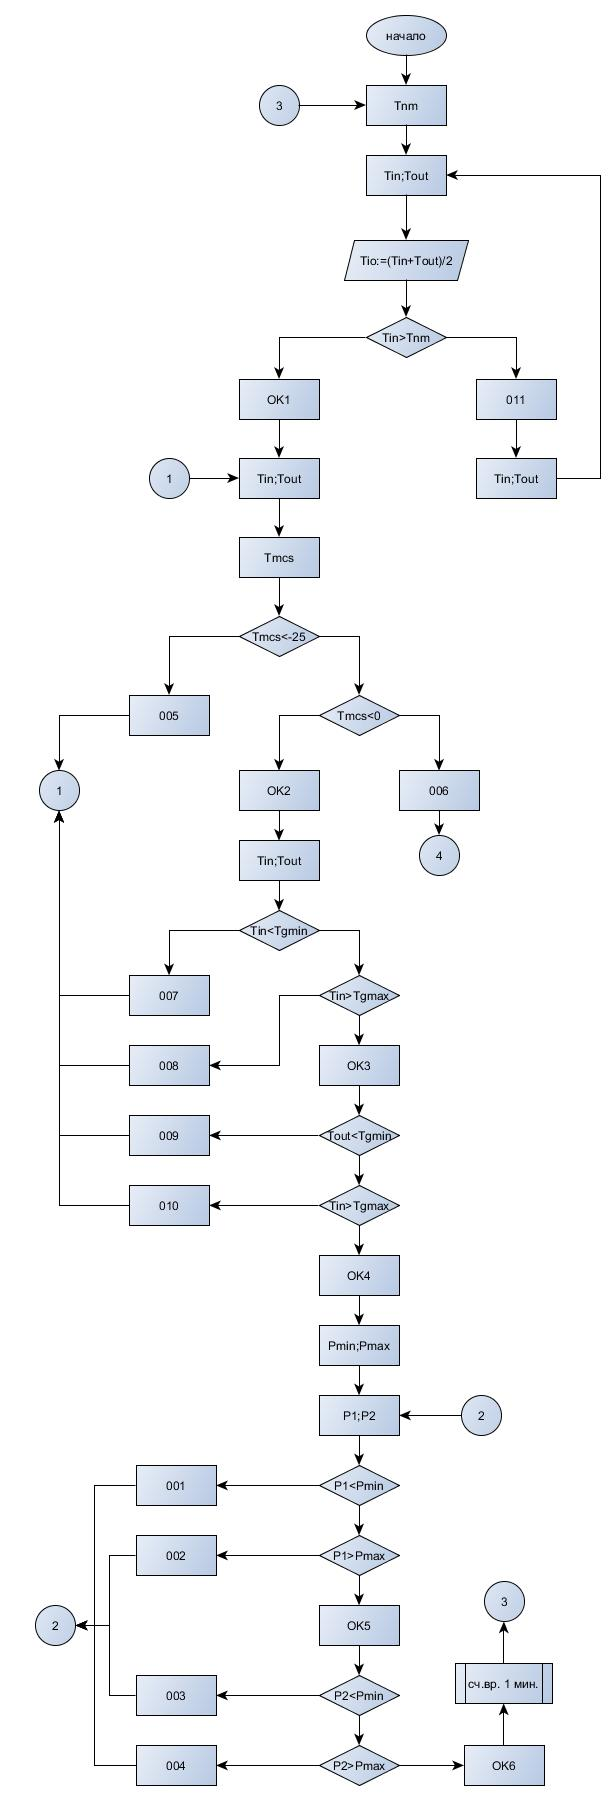 начало
3
Tnm
Tin;Tout
Tio:=(Tin+Tout)/2
Tin>Tnm
OK1
011
1
Tin;Tout
Tin;Tout
Tmcs
Tmcs<-25
005
Tmcs<0
1
OK2
006
Tin;Tout
4
Tin<Tgmin
007
Tin>Tgmax
008
OK3
009
Tout<Tgmin
010
Tin>Tgmax
OK4
Pmin;Pmax
P1;P2
2
001
P1<Pmin
002
P1>Pmax
3
2
OK5
сч.вр. 1 мин.
003
P2<Pmin
004
P2>Pmax
OK6